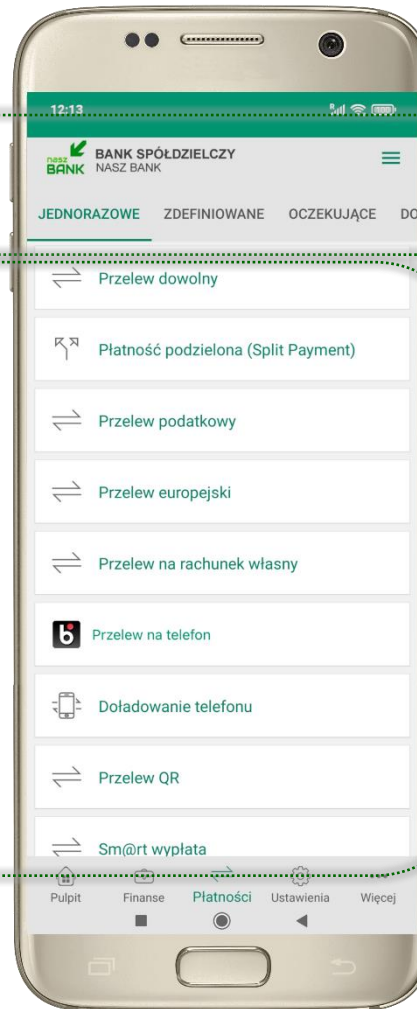 12:13
nasz
BANK
BANK SPÓŁDZIELCZY
NASZ BANK
JEDNORAZOWE ZDEFINIOWANE OCZEKUJĄCE DO
Przelew dowolny
Płatność podzielona (Split Payment)
Przelew podatkowy
Przelew europejski
Przelew na rachunek własny
Przelew na telefon
Doładowanie telefonu
Przelew QR
Sm@rt wypłata
Pulpit Finanse Płatności Ustawienia Więcej